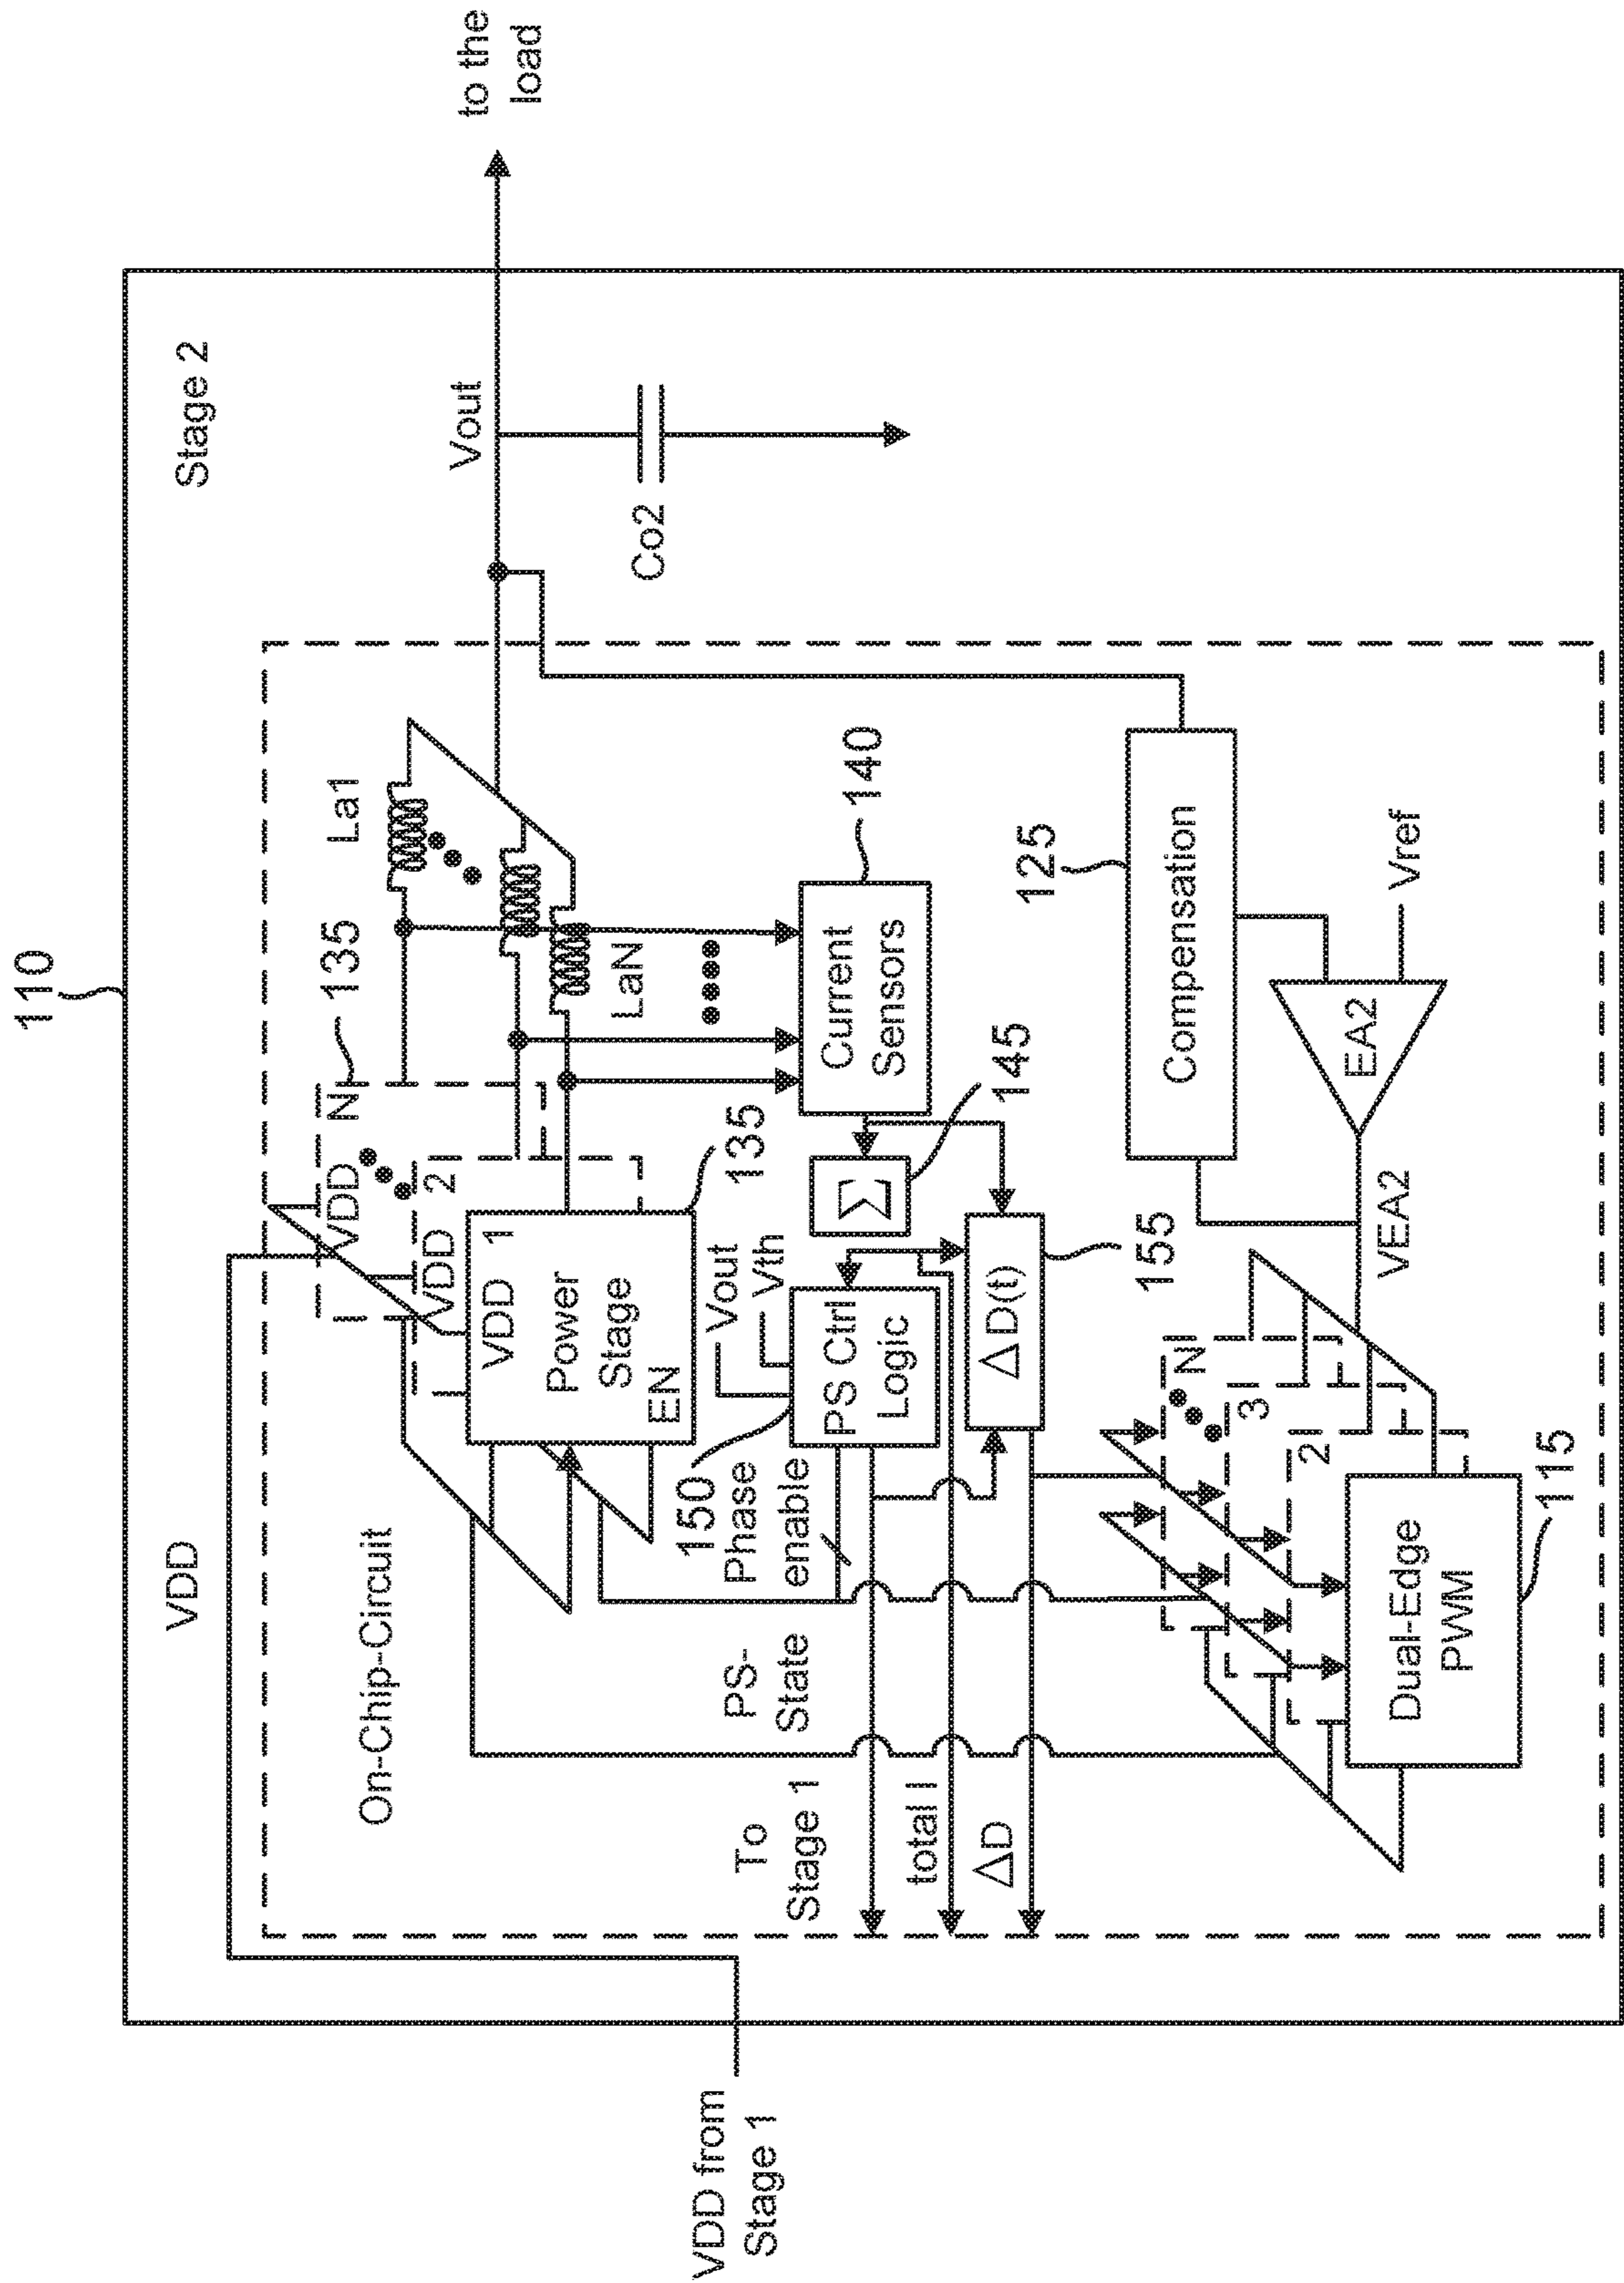 110
Stage 2
VDD
On-Chip-Circuit
VDD N
135
La1
Vout
to the
load
VDD 2
VDD 1
Power
Stage
EN
135
LaN
Co2
Vout
Vth
150
Phase
enable
PS Ctrl
Logic
Σ
145
Current
Sensors
140
PS-
State
To
Stage 1
total I
ΔD
ΔD(t)
155
125
Compensation
VDD from
Stage 1
N
3
2
Dual-Edge
PWM
115
VEA2
EA2
Vref